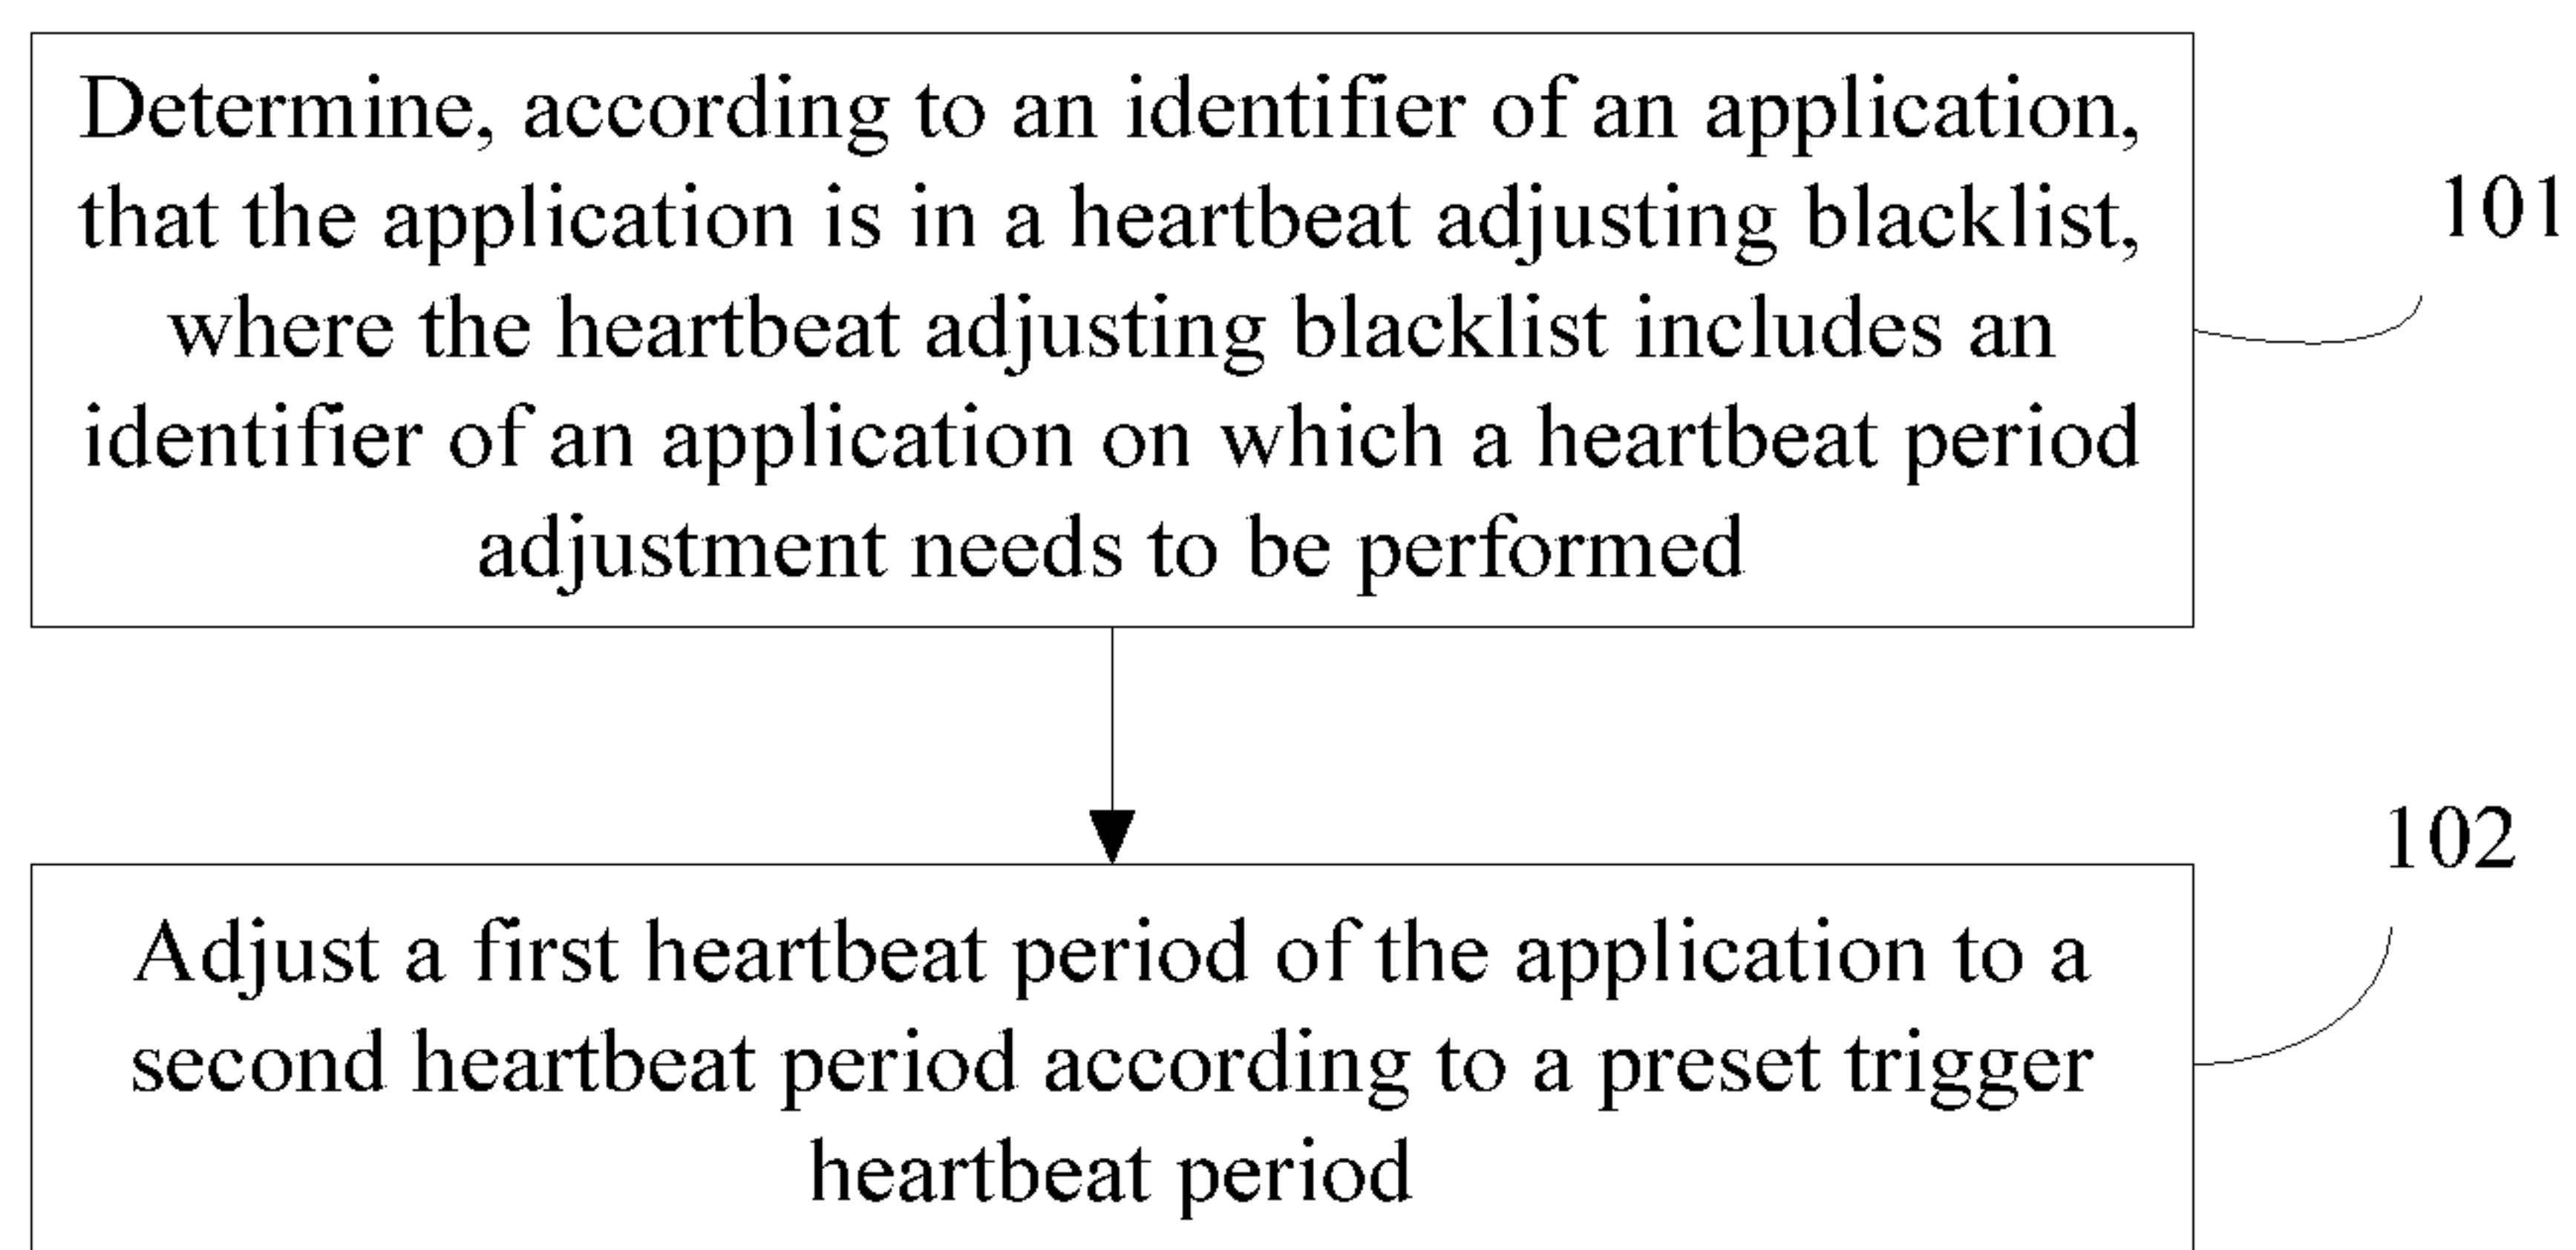 Determine, according to an identifier of an application,
that the application is in a heartbeat adjusting blacklist,
where the heartbeat adjusting blacklist includes an
identifier of an application on which a heartbeat period
adjustment needs to be performed
101
102
Adjust a first heartbeat period of the application to a
second heartbeat period according to a preset trigger
heartbeat period